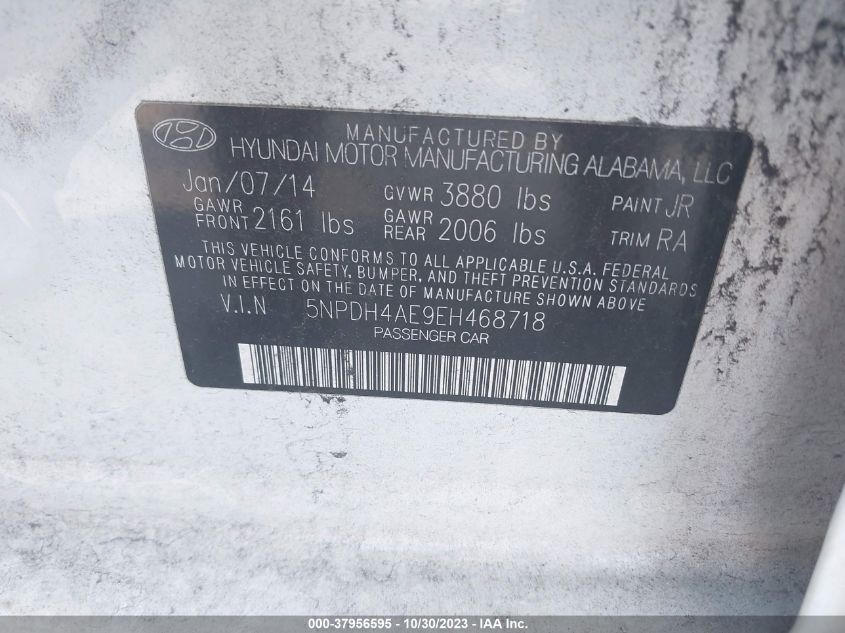 MANUFACTURED BY
HYUNDAI MOTOR MANUFACTURING ALABAMA, LLC
Jan/07/14 GVWR 3880 lbs PAINT JR
GAWR FRONT 2161 lbs GAWR REAR 2006 lbs TRIM RA
THIS VEHICLE CONFORMS TO ALL APPLICABLE U.S.A. FEDERAL
MOTOR VEHICLE SAFETY, BUMPER, AND THEFT PREVENTION STANDARDS
IN EFFECT ON THE DATE OF MANUFACTURE SHOWN ABOVE
V.I.N 5NPDH4AE9EH468718
PASSENGER CAR
000-37956595 - 10/30/2023 - IAA Inc.